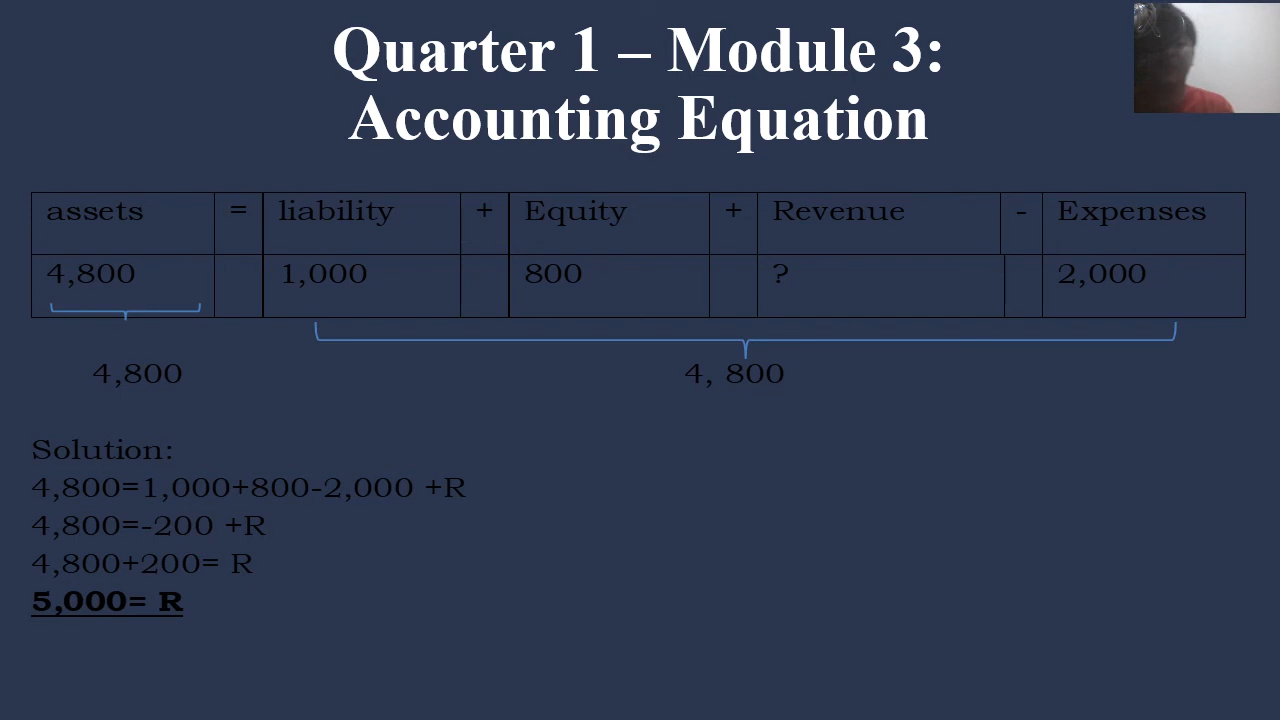 Quarter 1 – Module 3:
Accounting Equation
assets = liability + Equity + Revenue - Expenses
4,800 1,000 800 ? 2,000
4,800 4, 800
Solution:
4,800=1,000+800-2,000 +R
4,800=-200 +R
4,800+200= R
5,000= R